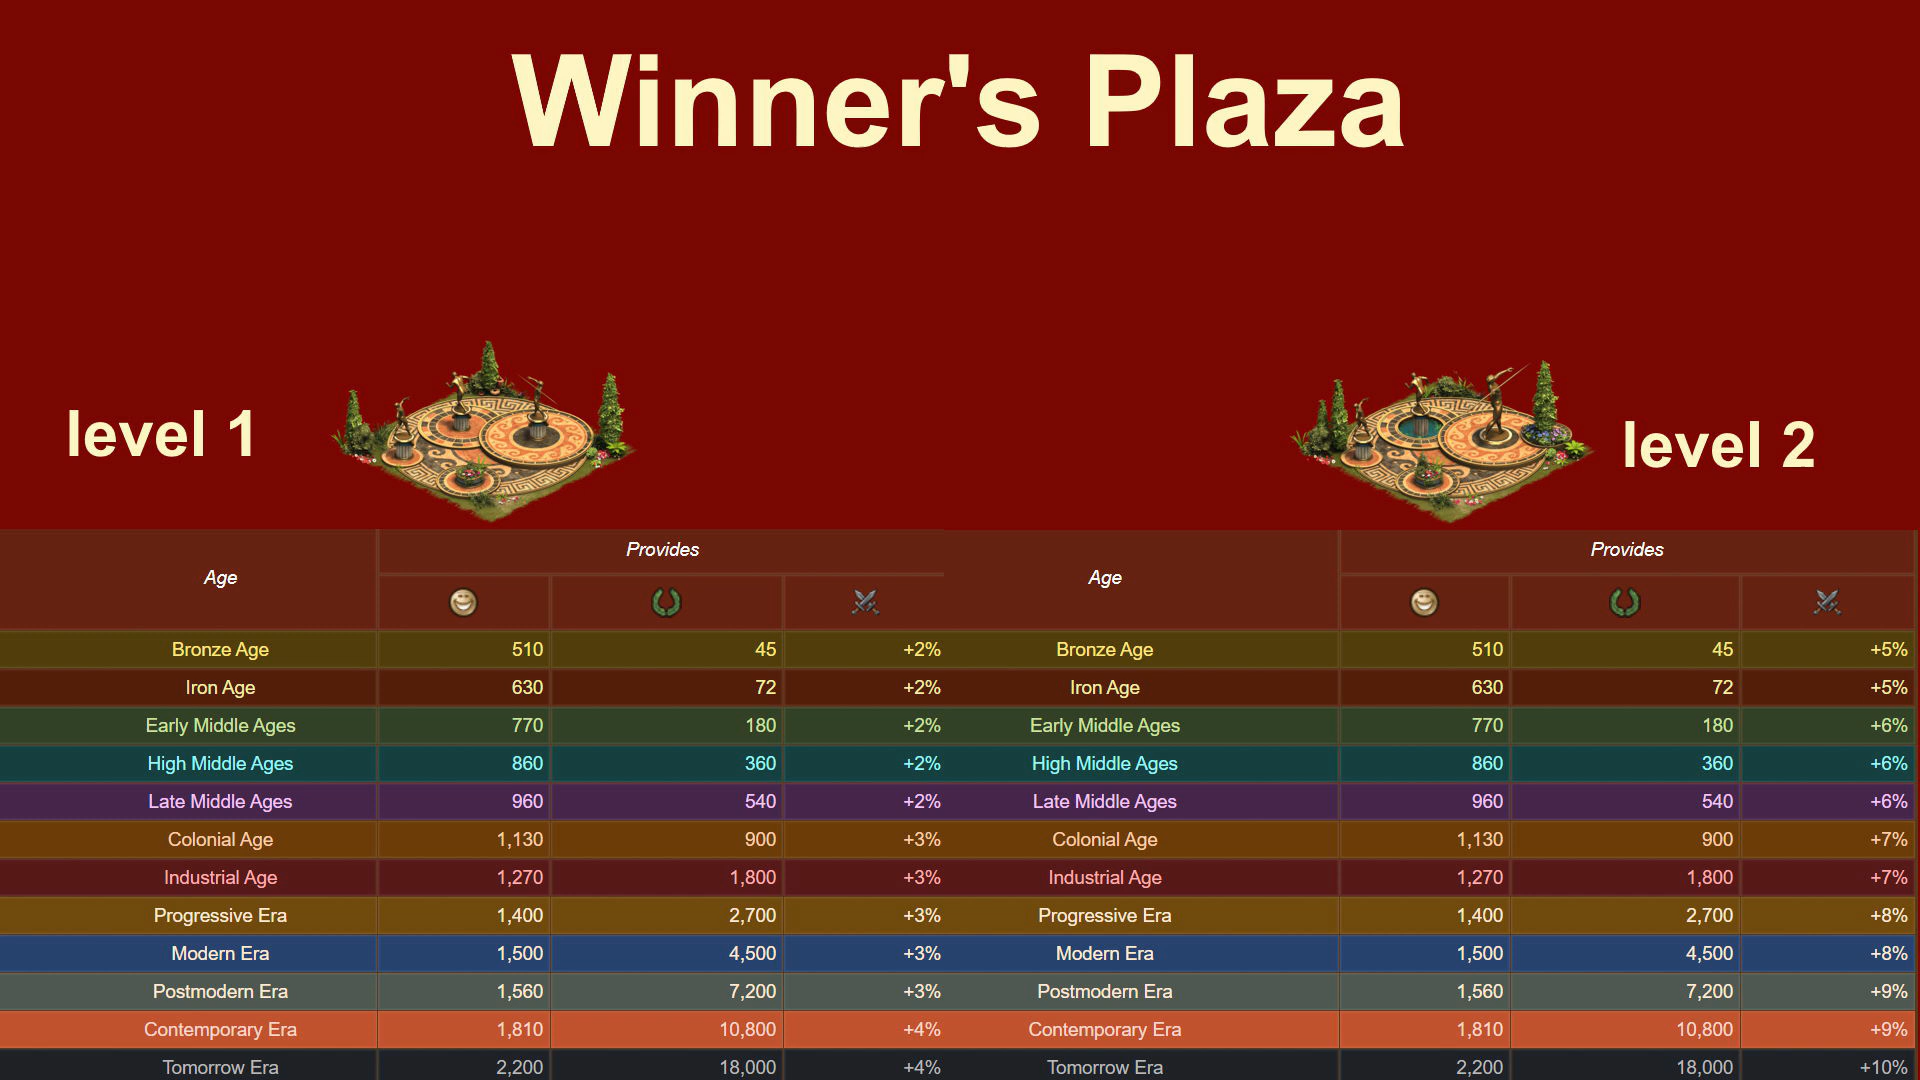 Winner's Plaza
level 1
level 2
Age Provides
Bronze Age 510 45 +2%
Iron Age 630 72 +2%
Early Middle Ages 770 180 +2%
High Middle Ages 860 360 +2%
Late Middle Ages 960 540 +2%
Colonial Age 1,130 900 +3%
Industrial Age 1,270 1,800 +3%
Progressive Era 1,400 2,700 +3%
Modern Era 1,500 4,500 +3%
Postmodern Era 1,560 7,200 +3%
Contemporary Era 1,810 10,800 +4%
Tomorrow Era 2,200 18,000 +4%
Age Provides
Bronze Age 510 45 +5%
Iron Age 630 72 +5%
Early Middle Ages 770 180 +6%
High Middle Ages 860 360 +6%
Late Middle Ages 960 540 +6%
Colonial Age 1,130 900 +7%
Industrial Age 1,270 1,800 +7%
Progressive Era 1,400 2,700 +8%
Modern Era 1,500 4,500 +8%
Postmodern Era 1,560 7,200 +9%
Contemporary Era 1,810 10,800 +9%
Tomorrow Era 2,200 18,000 +10%